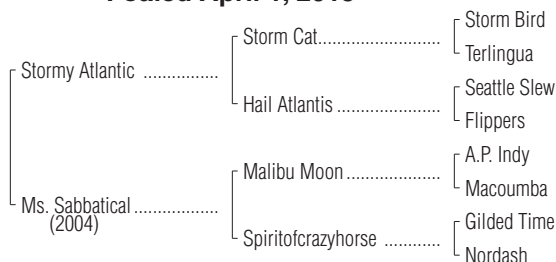 Foaled April 1,
Storm Bird
Storm Cat........................
Terlingua
Stormy Atlantic ...............
Seattle Slew
Hail Atlantis ....................
Flippers
A.P. Indy
Malibu Moon ..................
Macoumba
Ms. Sabbatical .................
(2004)
Gilded Time
Spiritofcrazyhorse ...........
Nordash